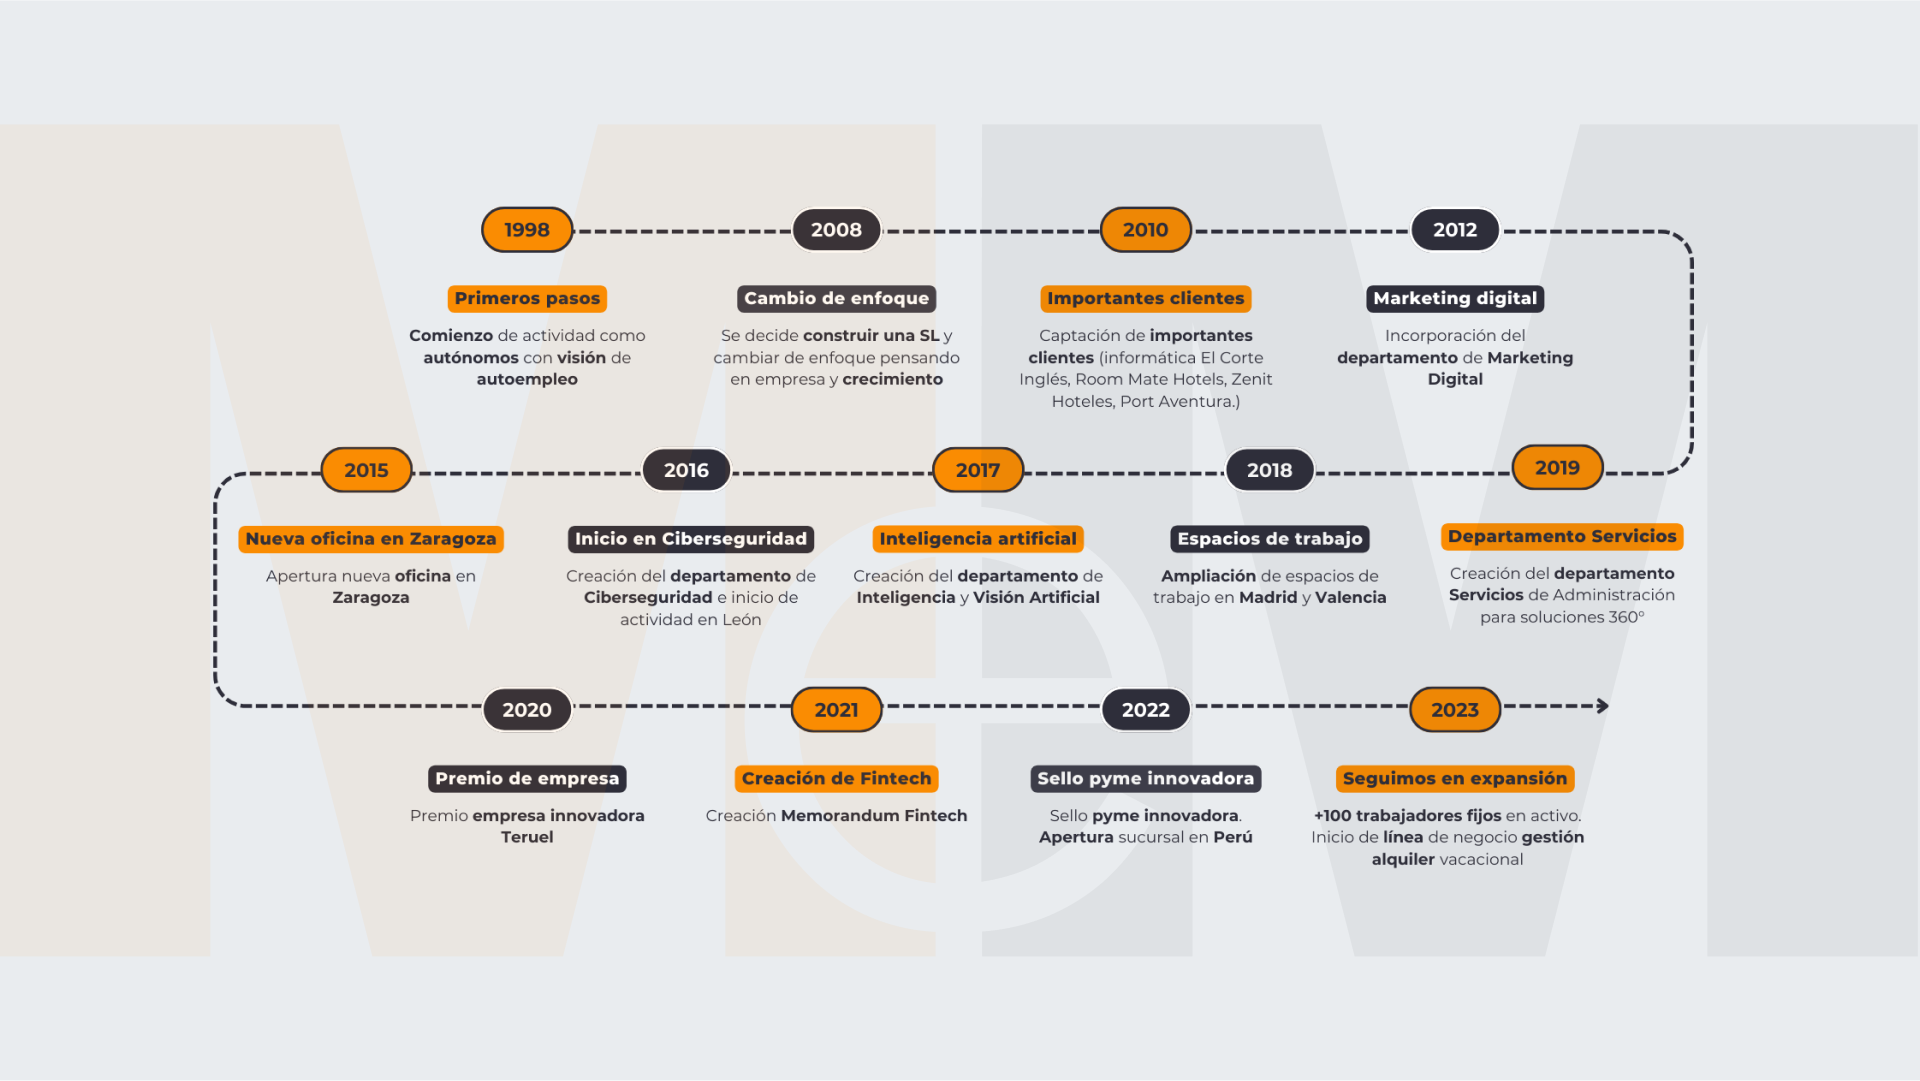 1998
Primeros pasos
Comienzo de actividad como
autónomos con visión de
autoempleo
2008
Cambio de enfoque
Se decide construir una SL y
cambiar de enfoque pensando
en empresa y crecimiento
2010
Importantes clientes
Captación de importantes
clientes (informática El Corte
Inglés, Room Mate Hotels, Zenit
Hoteles, Port Aventura.)
2012
Marketing digital
Incorporación del
departamento de Marketing
Digital
2015
Nueva oficina en Zaragoza
Apertura nueva oficina en
Zaragoza
2016
Inicio en Ciberseguridad
Creación del departamento de
Ciberseguridad e inicio de
actividad en León
2017
Inteligencia artificial
Creación del departamento de
Inteligencia y Visión Artificial
2018
Espacios de trabajo
Ampliación de espacios de
trabajo en Madrid y Valencia
2019
Departamento Servicios
Creación del departamento
Servicios de Administración
para soluciones 360º
2020
Premio de empresa
Premio empresa innovadora
Teruel
2021
Creación de Fintech
Creación Memorandum Fintech
2022
Sello pyme innovadora
Sello pyme innovadora.
Apertura sucursal en Perú
2023
Seguimos en expansión
+100 trabajadores fijos en activo.
Inicio de línea de negocio gestión
alquiler vacacional